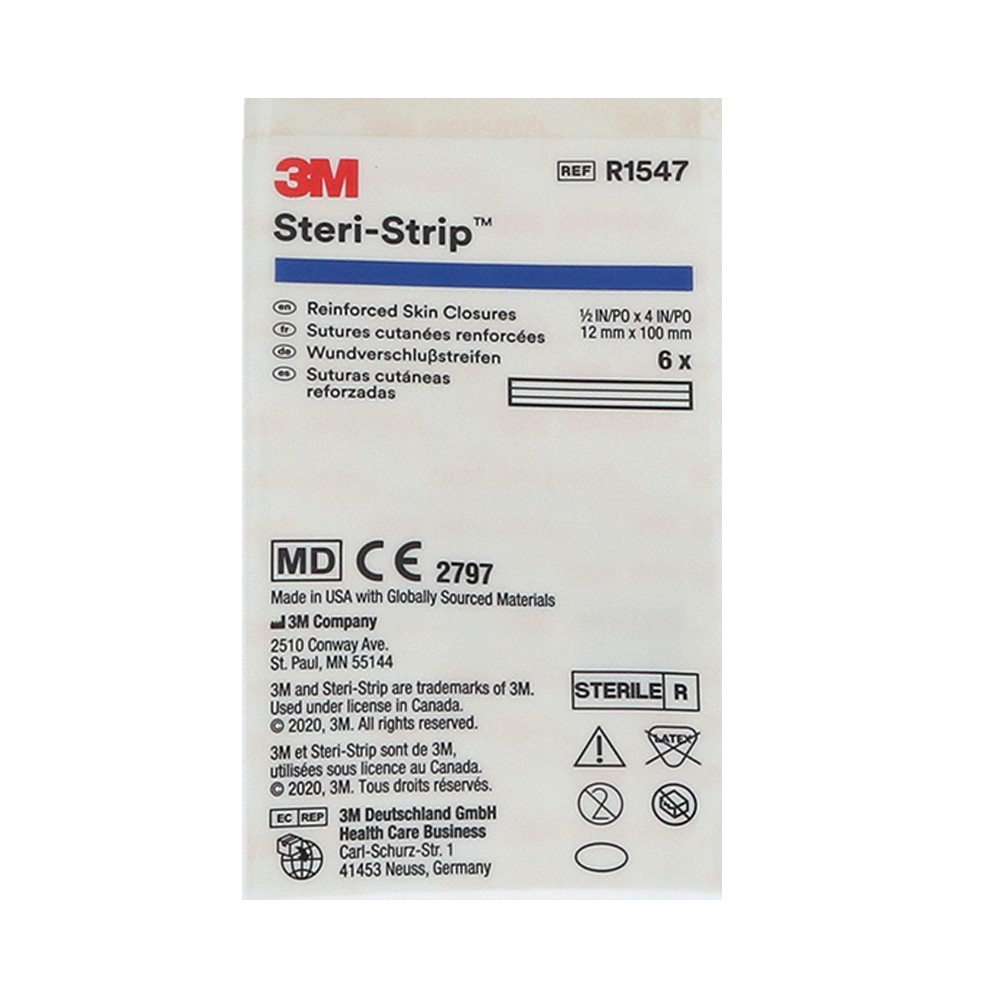 3M
REF R1547
Steri-Strip™
en Reinforced Skin Closures
fr Sutures cutanées renforcées
de Wundverschlußstreifen
es Suturas cutáneas
reforzadas
½ IN/PO x 4 IN/PO
12 mm x 100 mm
6 x
MD CE 2797
Made in USA with Globally Sourced Materials
3M Company
2510 Conway Ave.
St. Paul, MN 55144
3M and Steri-Strip are trademarks of 3M.
Used under license in Canada.
© 2020, 3M. All rights reserved.
3M et Steri-Strip sont de 3M,
utilisées sous licence au Canada.
© 2020, 3M. Tous droits réservés.
EC REP 3M Deutschland GmbH
Health Care Business
Carl-Schurz-Str. 1
41453 Neuss, Germany
STERILE R
LATEX
2